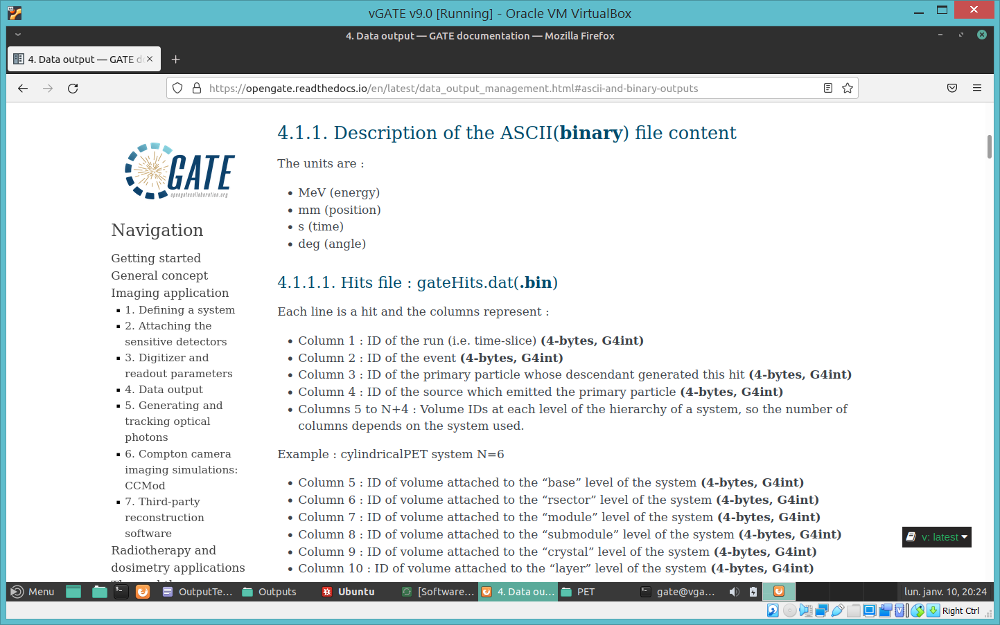 vGATE v9.0 [Running] - Oracle VM VirtualBox
4. Data output — GATE documentation — Mozilla Firefox
4. Data output — GATE do
https://opengate.readthedocs.io/en/latest/data_output_management.html#ascii-and-binary-outputs
GATE
opengatecollaboration.org
Navigation
Getting started
General concept
Imaging application
1. Defining a system
2. Attaching the
sensitive detectors
3. Digitizer and
readout parameters
4. Data output
5. Generating and
tracking optical
photons
6. Compton camera
imaging simulations:
CCMod
7. Third-party
reconstruction
software
Radiotherapy and
dosimetry applications
4.1.1. Description of the ASCII(binary) file content
The units are :
MeV (energy)
mm (position)
s (time)
deg (angle)
4.1.1.1. Hits file : gateHits.dat(.bin)
Each line is a hit and the columns represent :
Column 1 : ID of the run (i.e. time-slice) (4-bytes, G4int)
Column 2 : ID of the event (4-bytes, G4int)
Column 3 : ID of the primary particle whose descendant generated this hit (4-bytes, G4int)
Column 4 : ID of the source which emitted the primary particle (4-bytes, G4int)
Columns 5 to N+4 : Volume IDs at each level of the hierarchy of a system, so the number of
columns depends on the system used.
Example : cylindricalPET system N=6
Column 5 : ID of volume attached to the “base” level of the system (4-bytes, G4int)
Column 6 : ID of volume attached to the “rsector” level of the system (4-bytes, G4int)
Column 7 : ID of volume attached to the “module” level of the system (4-bytes, G4int)
Column 8 : ID of volume attached to the “submodule” level of the system (4-bytes, G4int)
Column 9 : ID of volume attached to the “crystal” level of the system (4-bytes, G4int)
Column 10 : ID of volume attached to the “layer” level of the system (4-bytes, G4int)
v: latest
Menu OutputTe... Outputs Ubuntu [Software... 4. Data ou... PET gate@vga... lun. janv. 10, 20:24
Right Ctrl